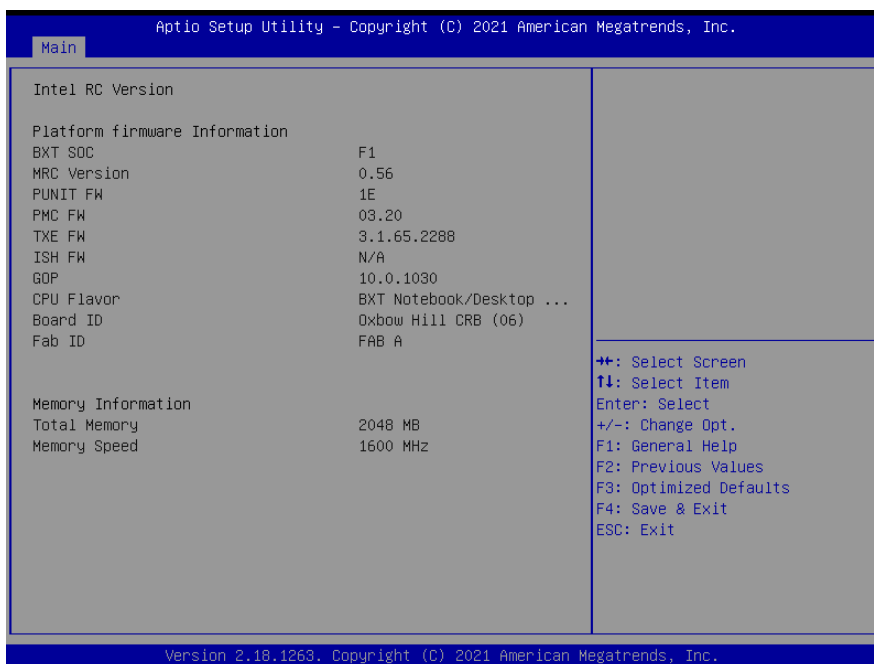 Aptio Setup Utility – Copyright (C) 2021 American Megatrends, Inc.
Main
Intel RC Version
Platform firmware Information
BXT SOC F1
MRC Version 0.56
PUNIT FW 1E
PMC FW 03.20
TXE FW 3.1.65.2288
ISH FW N/A
GOP 10.0.1030
CPU Flavor BXT Notebook/Desktop ...
Board ID Oxbow Hill CRB (06)
Fab ID FAB A
Memory Information
Total Memory 2048 MB
Memory Speed 1600 MHz
→←: Select Screen
↑↓: Select Item
Enter: Select
+/-: Change Opt.
F1: General Help
F2: Previous Values
F3: Optimized Defaults
F4: Save & Exit
ESC: Exit
Version 2.18.1263. Copyright (C) 2021 American Megatrends, Inc.